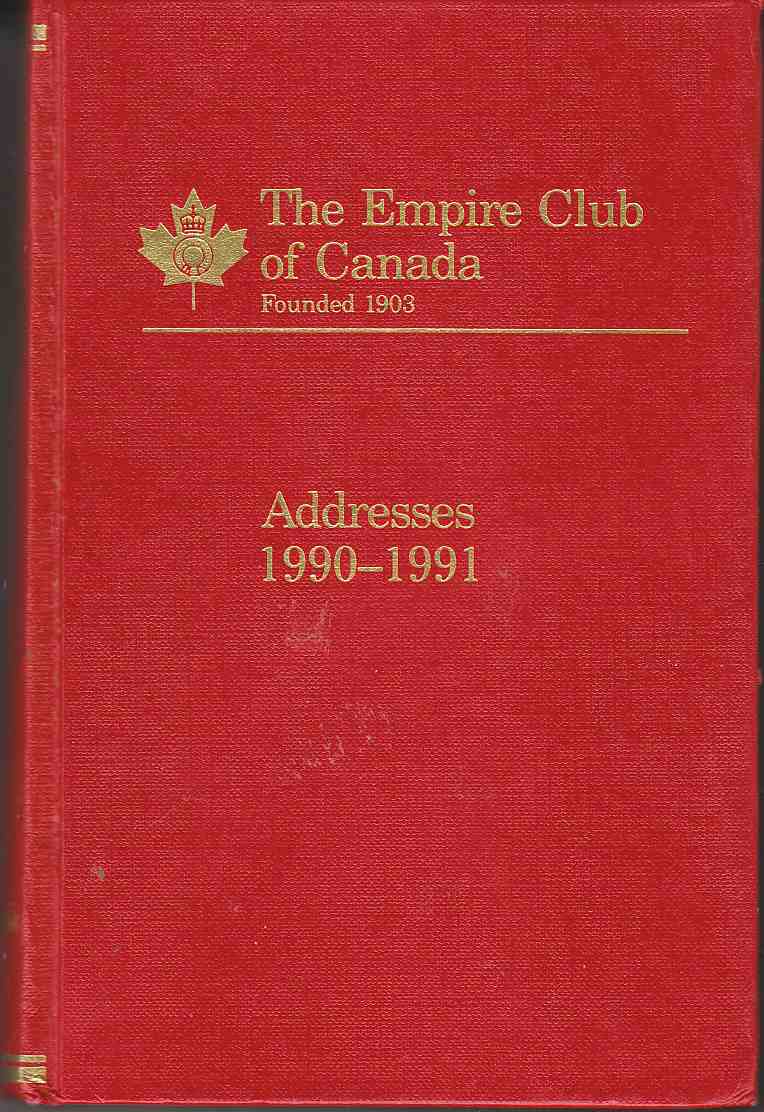 The Empire Club
of Canada
Founded 1903
Addresses
1990–1991